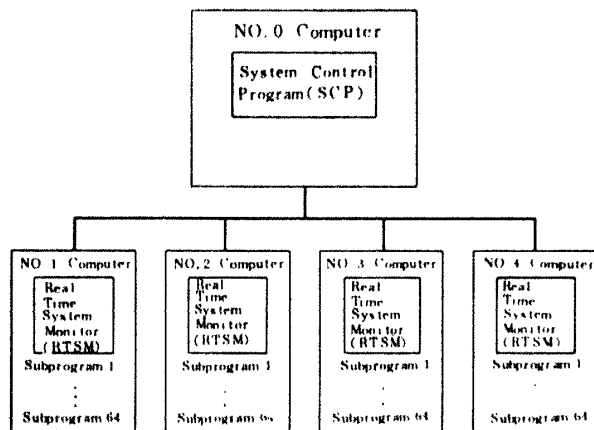 NO.0 Computer
System Control
Program(SCP)
NO 1 Computer
Real
Time
System
Monitor
(RTSM)
Subprogram 1
Subprogram 64
NO.2 Computer
Real
Time
System
Monitor
(RTSM)
Subprogram 1
Subprogram
NO 3 Computer
Real
Time
System
Monitor
(RTSM)
Subprogram 1
Subprogram 64
NO 4 Computer
Real
Time
System
Monitor
(RTSM)
Subprogram 1
Subprogram 64